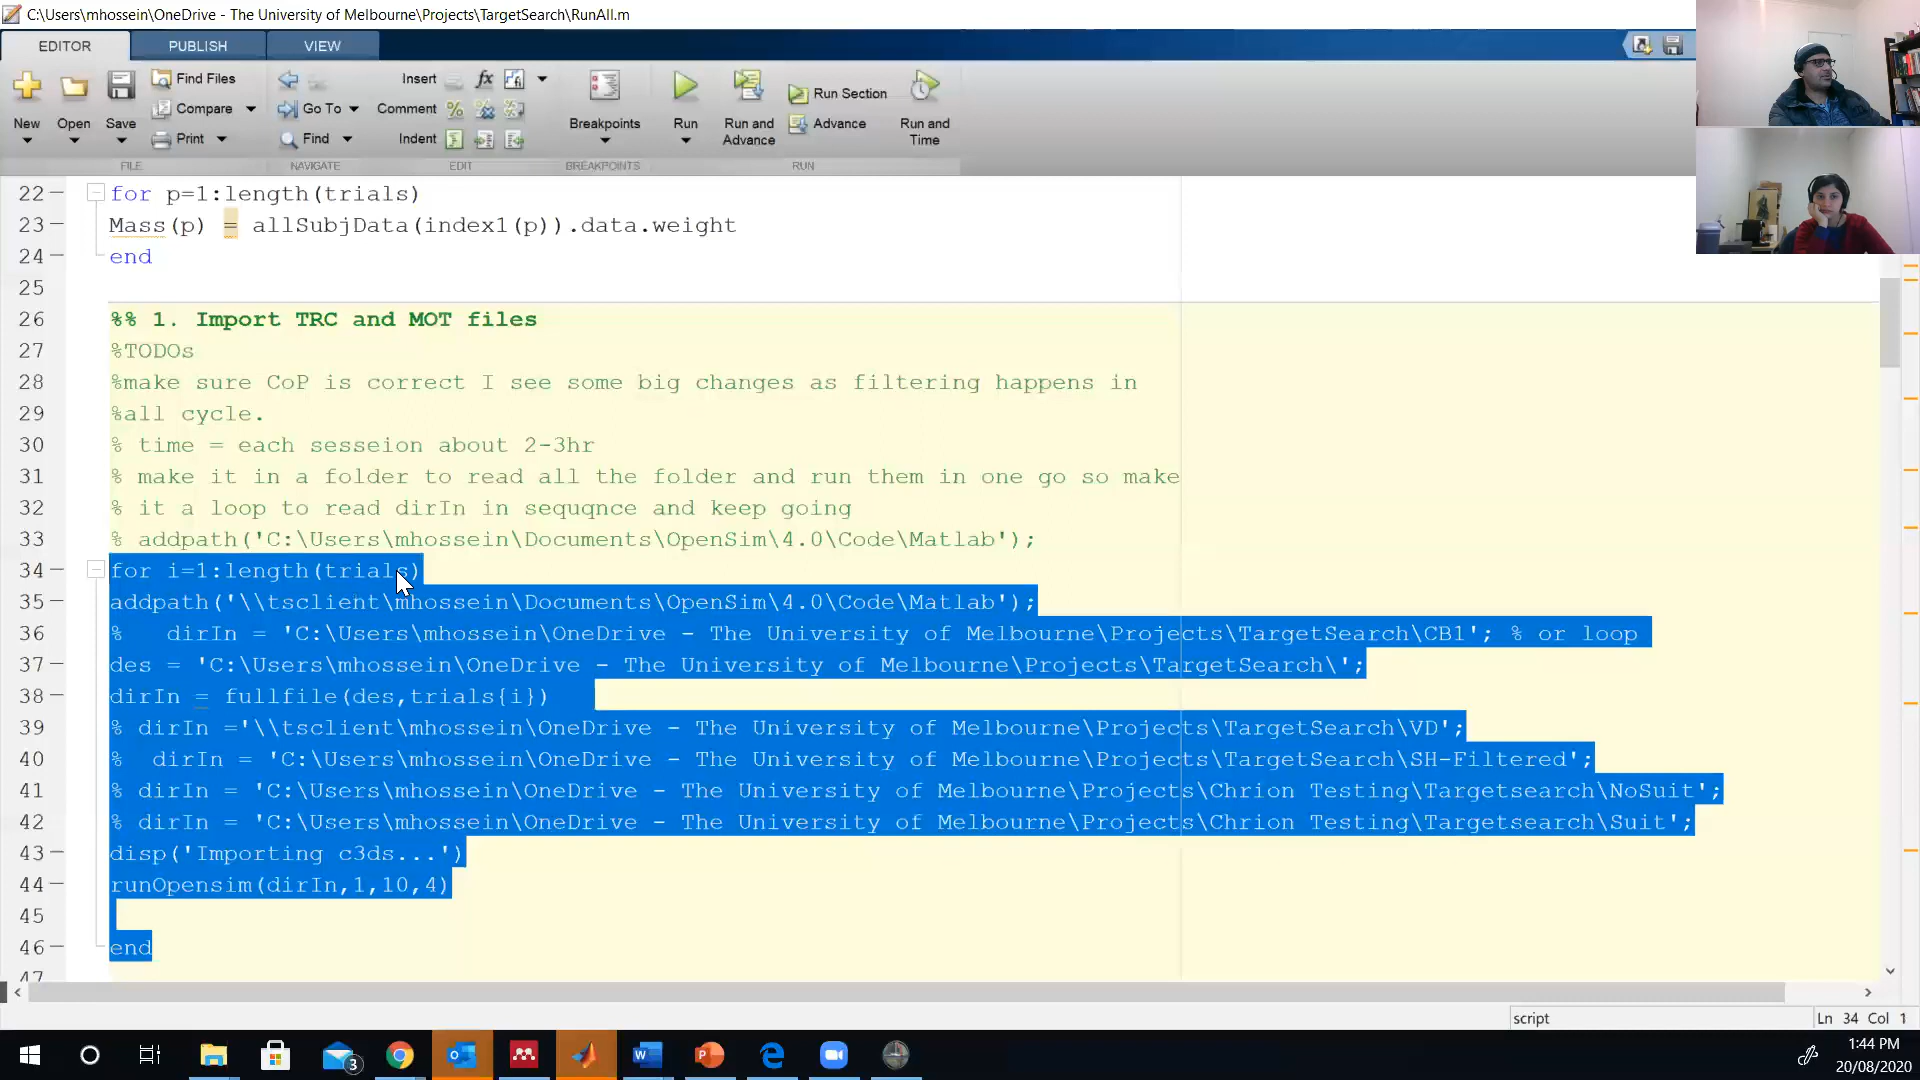 C:\Users\mhossein\OneDrive - The University of Melbourne\Projects\TargetSearch\RunAll.m
EDITOR PUBLISH VIEW
New Open Save Find Files Compare Print Go To Find Insert Comment Indent fx Breakpoints Run Run and Advance Run Section Advance Run and Time
FILE NAVIGATE EDIT BREAKPOINTS RUN
22 for p=1:length(trials)
23 Mass(p) = allSubjData(index1(p)).data.weight
24 end
25
26 %% 1. Import TRC and MOT files
27 %TODOs
28 %make sure CoP is correct I see some big changes as filtering happens in
29 %all cycle.
30 % time = each sesseion about 2-3hr
31 % make it in a folder to read all the folder and run them in one go so make
32 % it a loop to read dirIn in sequqnce and keep going
33 % addpath('C:\Users\mhossein\Documents\OpenSim\4.0\Code\Matlab');
34 for i=1:length(trials)
35 addpath('\\tsclient\mhossein\Documents\OpenSim\4.0\Code\Matlab');
36 % dirIn = 'C:\Users\mhossein\OneDrive - The University of Melbourne\Projects\TargetSearch\CB1'; % or loop
37 des = 'C:\Users\mhossein\OneDrive - The University of Melbourne\Projects\TargetSearch\';
38 dirIn = fullfile(des,trials{i})
39 % dirIn ='\\tsclient\mhossein\OneDrive - The University of Melbourne\Projects\TargetSearch\VD';
40 % dirIn = 'C:\Users\mhossein\OneDrive - The University of Melbourne\Projects\TargetSearch\SH-Filtered';
41 % dirIn = 'C:\Users\mhossein\OneDrive - The University of Melbourne\Projects\Chrion Testing\Targetsearch\NoSuit';
42 % dirIn = 'C:\Users\mhossein\OneDrive - The University of Melbourne\Projects\Chrion Testing\Targetsearch\Suit';
43 disp('Importing c3ds...')
44 runOpensim(dirIn,1,10,4)
45
46 end
47
script Ln 34 Col 1
3
1:44 PM
20/08/2020